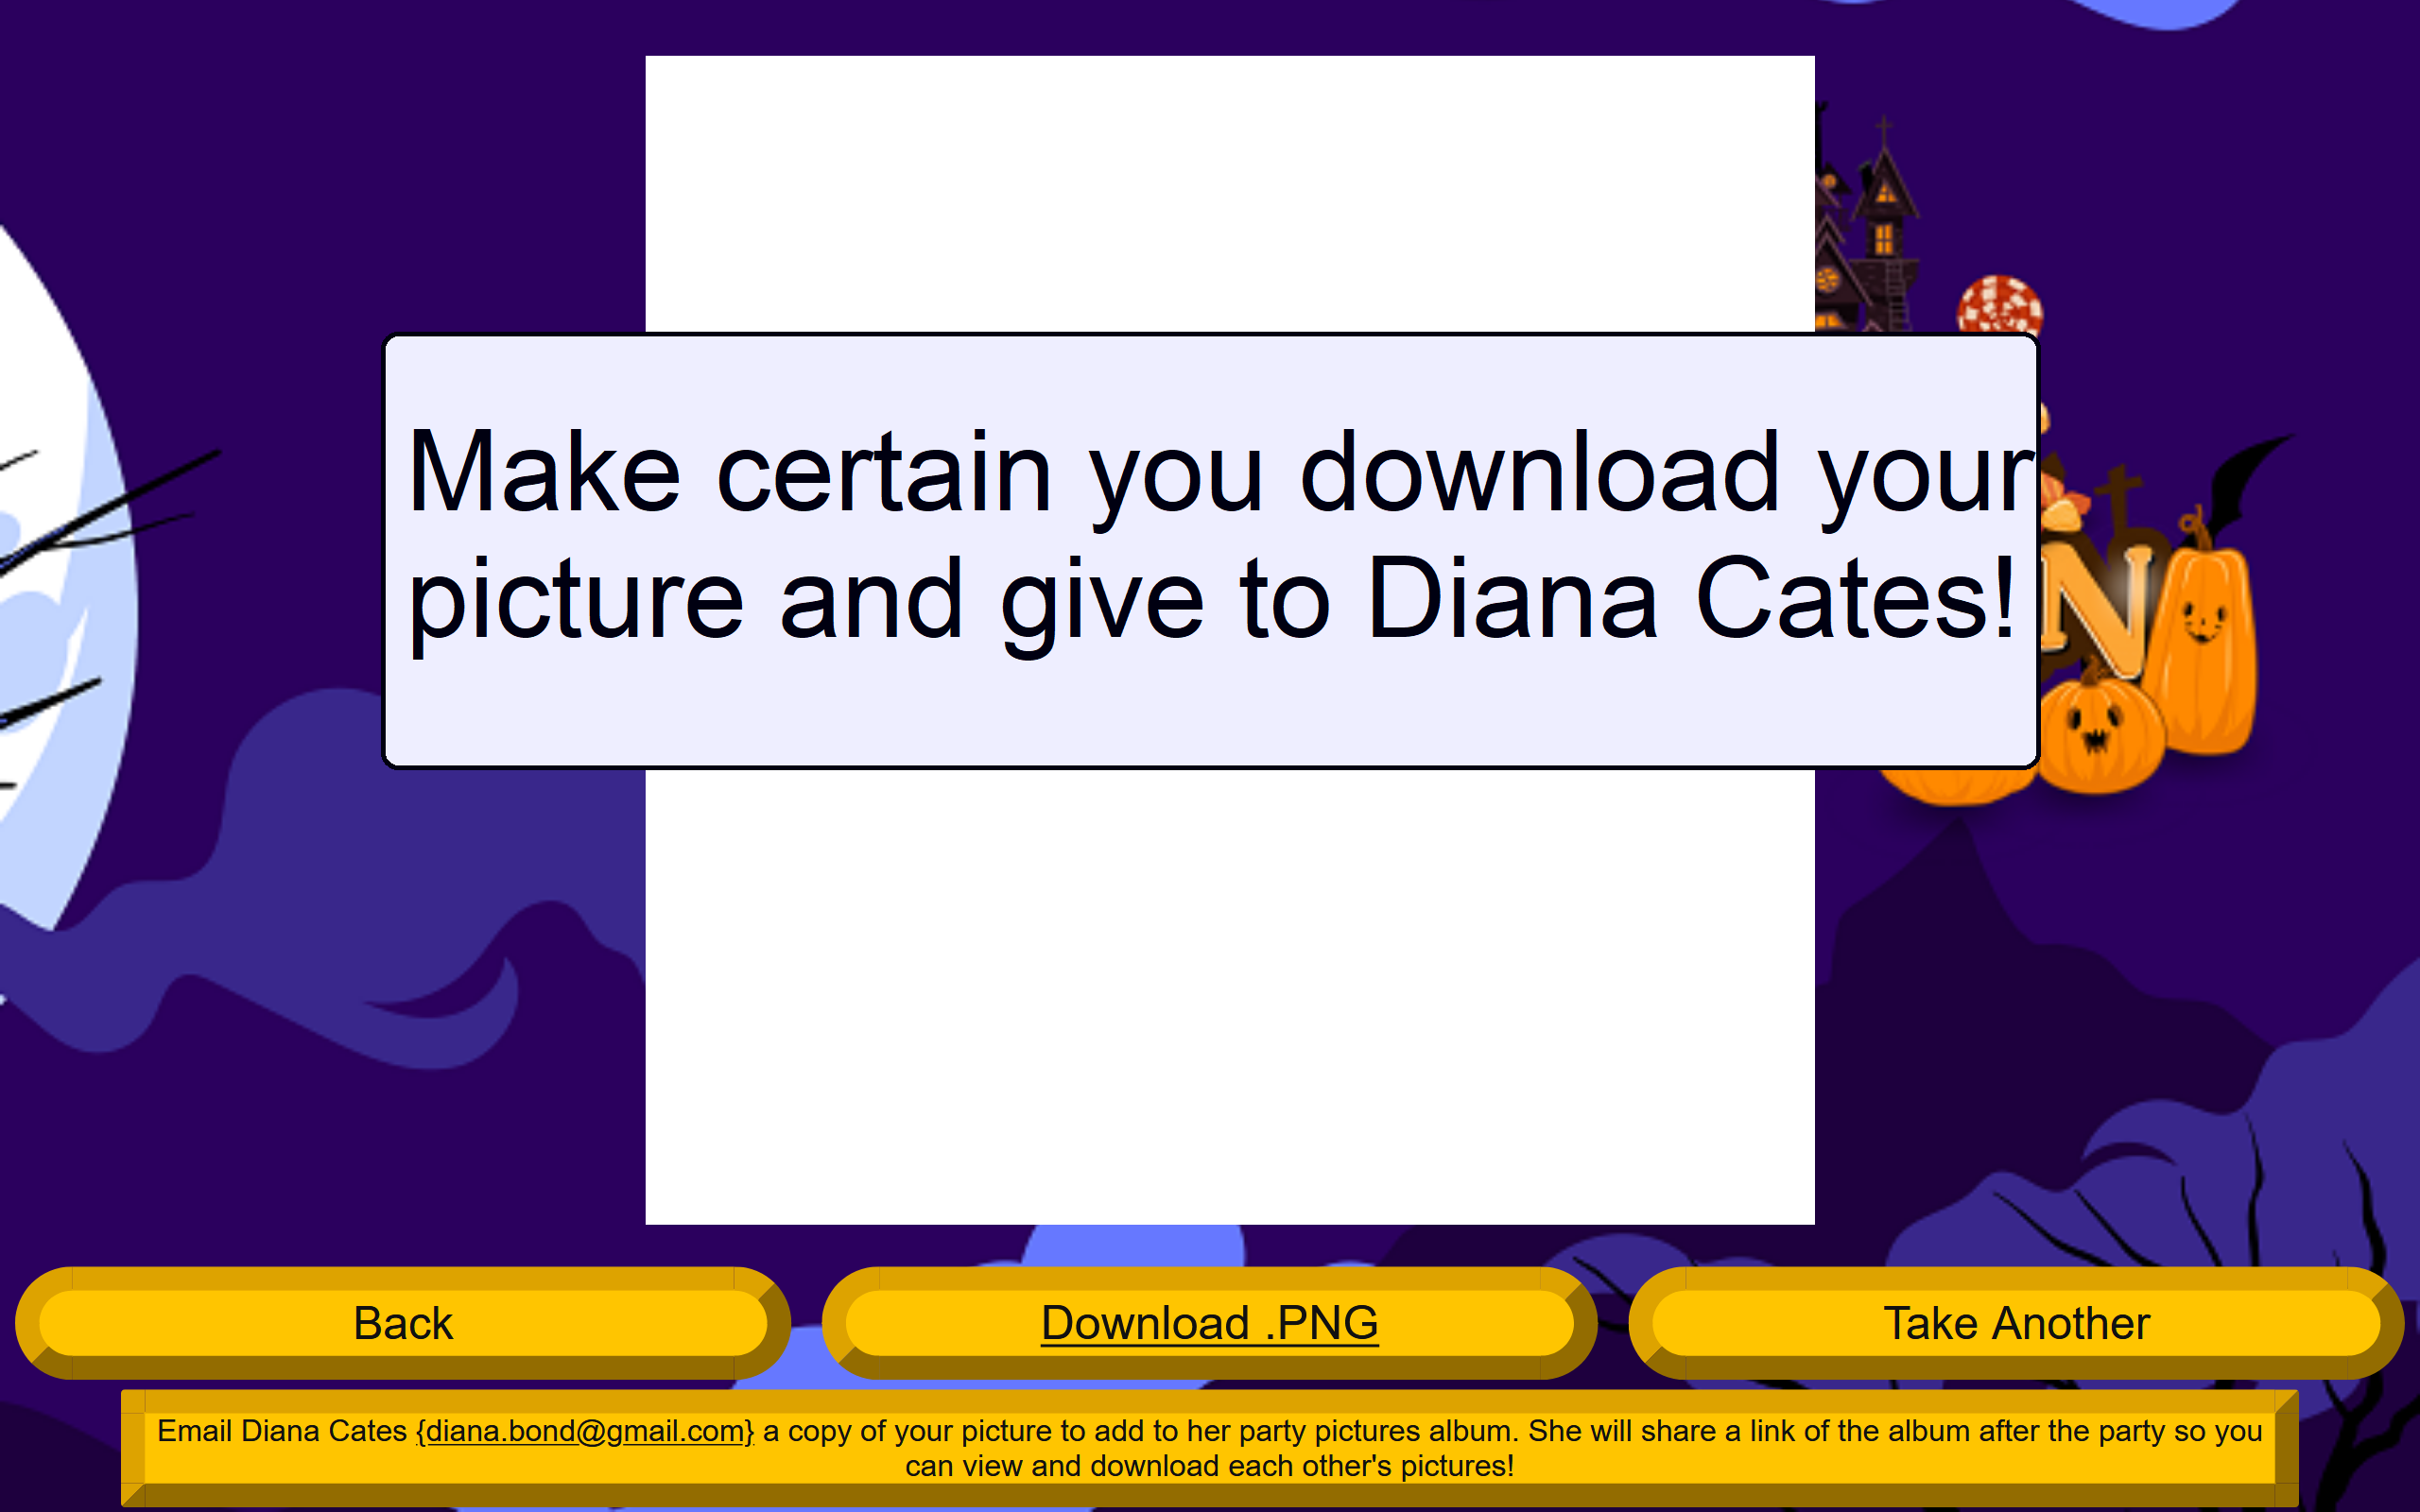 Make certain you download your
picture and give to Diana Cates!
N
Back
Download .PNG
Take Another
Email Diana Cates {diana.bond@gmail.com} a copy of your picture to add to her party pictures album. She will share a link of the album after the party so you
can view and download each other's pictures!